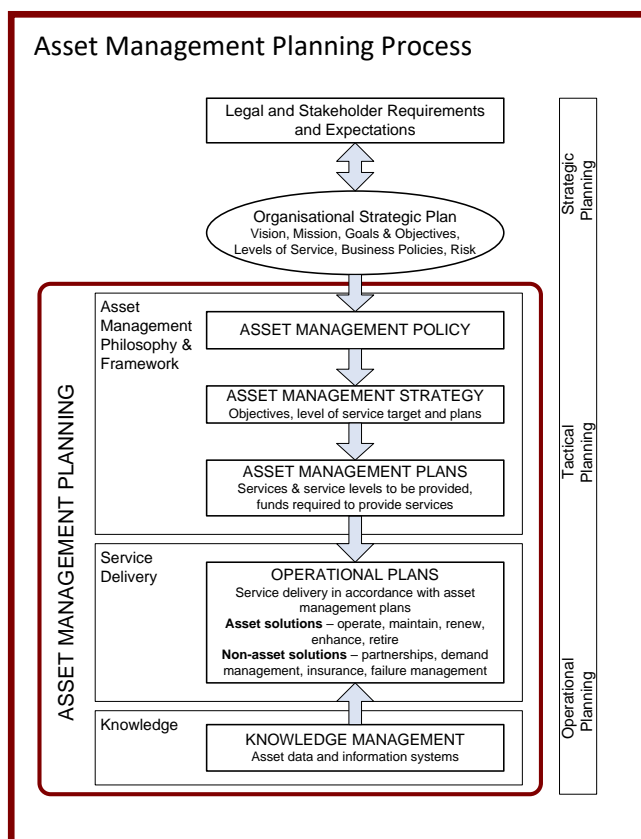 Asset Management Planning Process
Legal and Stakeholder Requirements
and Expectations
Organisational Strategic Plan
Vision, Mission, Goals & Objectives,
Levels of Service, Business Policies, Risk
Strategic
Planning
ASSET MANAGEMENT PLANNING
Asset
Management
Philosophy &
Framework
ASSET MANAGEMENT POLICY
ASSET MANAGEMENT STRATEGY
Objectives, level of service target and plans
ASSET MANAGEMENT PLANS
Services & service levels to be provided,
funds required to provide services
Tactical
Planning
Service
Delivery
OPERATIONAL PLANS
Service delivery in accordance with asset
management plans
Asset solutions – operate, maintain, renew,
enhance, retire
Non-asset solutions – partnerships, demand
management, insurance, failure management
Operational
Planning
Knowledge
KNOWLEDGE MANAGEMENT
Asset data and information systems